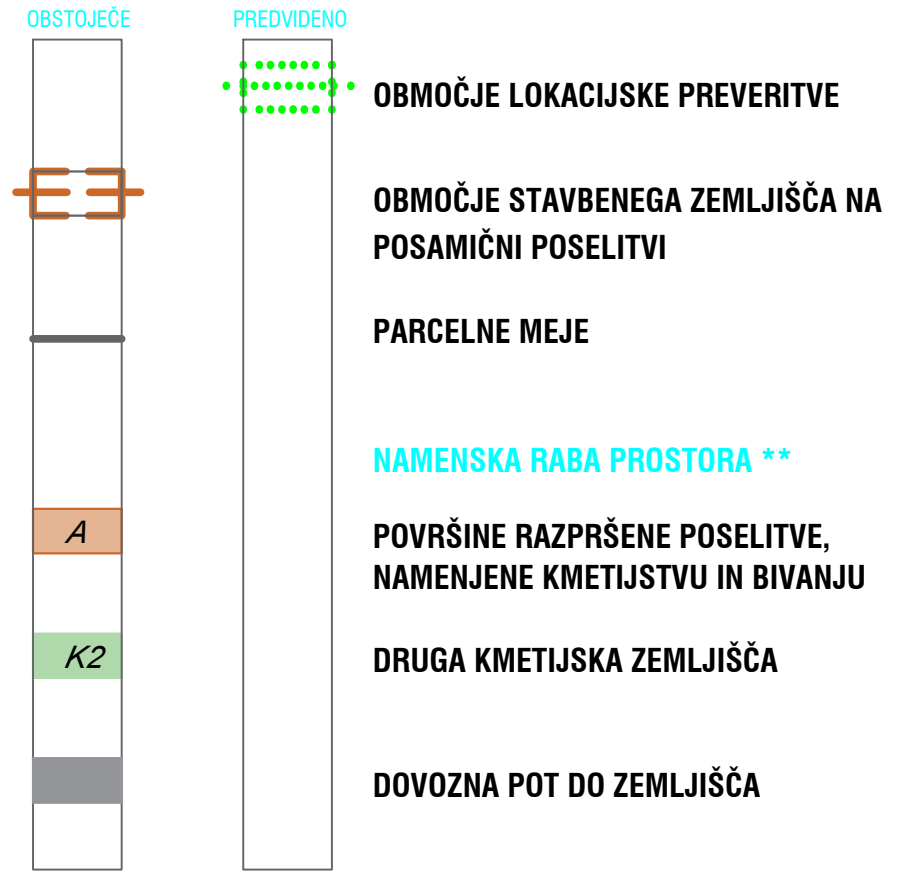 OBSTOJEČE PREDVIDENO
OBMOČJE LOKACIJSKE PREVERITVE
OBMOČJE STAVBENEGA ZEMLJIŠČA NA
POSAMIČNI POSELITVI
PARCELNE MEJE
NAMENSKA RABA PROSTORA **
A
POVRŠINE RAZPRŠENE POSELITVE,
NAMENJENE KMETIJSTVU IN BIVANJU
K2
DRUGA KMETIJSKA ZEMLJIŠČA
DOVOZNA POT DO ZEMLJIŠČA